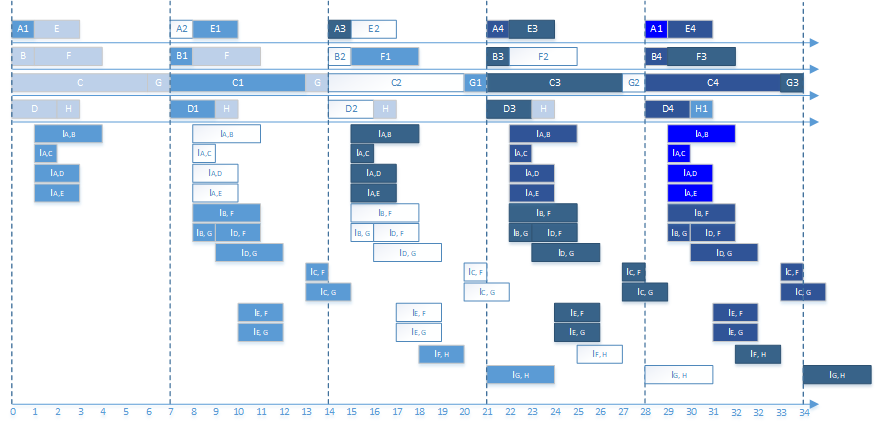 A1 E A2 E1 A3 E2 A4 E3 A1 E4
B F B1 F B2 F1 B3 F2 B4 F3
C G C1 G C2 G1 C3 G2 C4 G3
D H D1 H D2 H D3 H D4 H1
IA,B IA,B IA,B IA,B IA,B
IA,C IA,C IA,C IA,C IA,C
IA,D IA,D IA,D IA,D IA,D
IA,E IA,E IA,E IA,E IA,E
IB, F IB, F IB, F IB, F
IB, G ID, F IB, G ID, F IB, G ID, F IB, G ID, F
ID, G ID, G ID, G ID, G
IC, F IC, F IC, F IC, F
IC, G IC, G IC, G IC, G
IE, F IE, F IE, F IE, F
IE, G IE, G IE, G IE, G
IF, H IF, H IF, H
IG, H IG, H IG, H
0 1 2 3 4 5 6 7 8 9 10 11 12 13 14 15 16 17 18 19 20 21 22 23 24 25 26 27 28 29 30 31 32 32 33 34